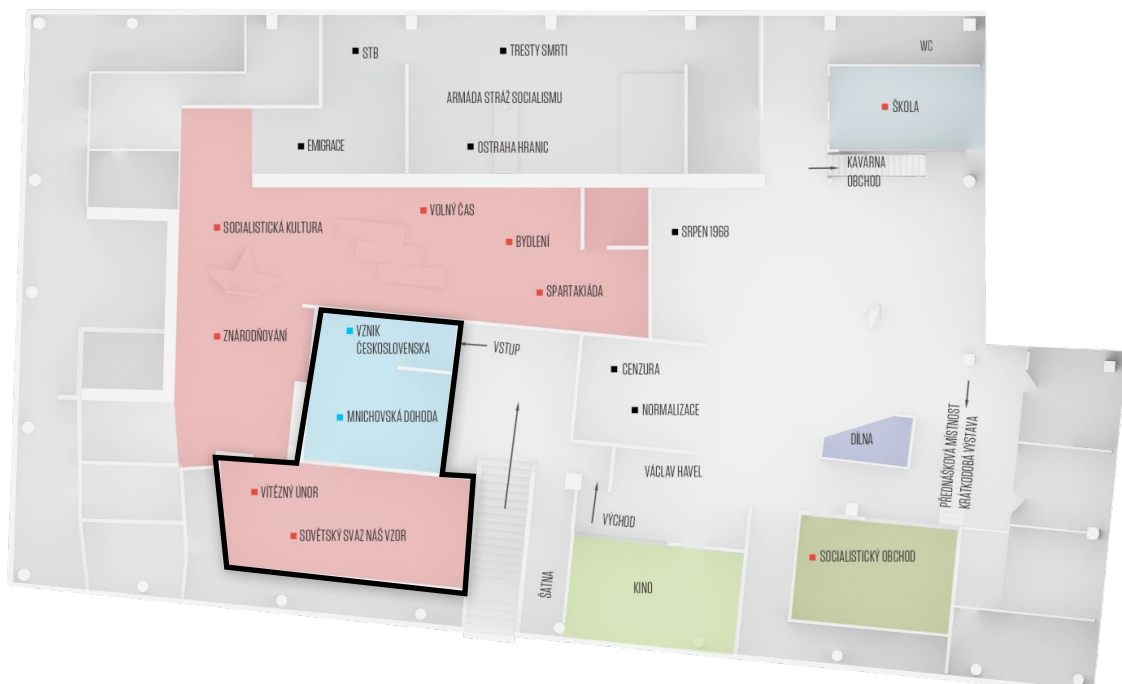 STB
TRESTY SMRTI
WC
ARMÁDA STRÁŽ SOCIALISMU
ŠKOLA
EMIGRACE
OSTRAHA HRANIC
KAVÁRNA
OBCHOD
VOLNÝ ČAS
SOCIALISTICKÁ KULTURA
BYDLENÍ
SRPEN 1968
SPARTAKIÁDA
ZNÁRODŇOVÁNÍ
VZNIK
ČESKOSLOVENSKA
VSTUP
CENZURA
NORMALIZACE
MNICHOVSKÁ DOHODA
DÍLNA
PŘEDNÁŠKOVÁ MÍSTNOST
KRÁTKODOBÁ VÝSTAVA
VÁCLAV HAVEL
VÍTĚZNÝ ÚNOR
VÝCHOD
SOVĚTSKÝ SVAZ NÁŠ VZOR
SOCIALISTICKÝ OBCHOD
ŠATNA
KINO